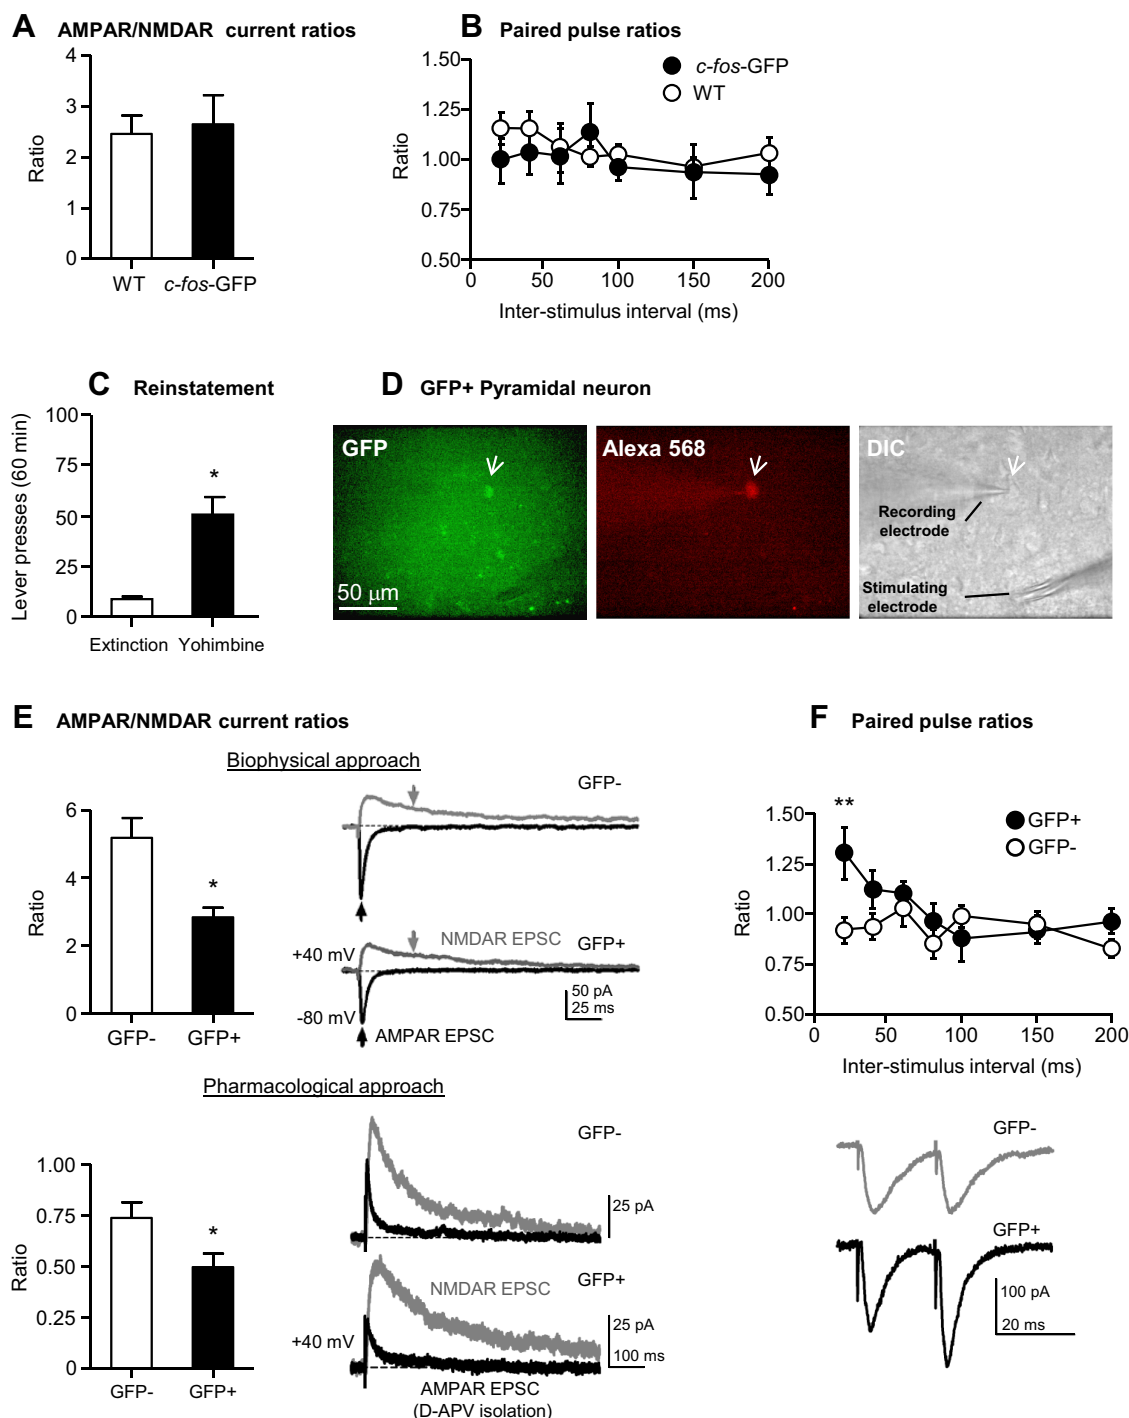 A AMPAR/NMDAR current ratios
4
3
2
1
0
Ratio
WT c-fos-GFP
B Paired pulse ratios
1.50
1.25
1.00
0.75
0.50
Ratio
c-fos-GFP
WT
0 50 100 150 200
Inter-stimulus interval (ms)
C Reinstatement
100
75
50
25
0
Lever presses (60 min)
*
Extinction Yohimbine
D GFP+ Pyramidal neuron
GFP
50 μm
Alexa 568
DIC
Recording
electrode
Stimulating
electrode
E AMPAR/NMDAR current ratios
Biophysical approach
6
4
2
0
Ratio
*
GFP- GFP+
GFP-
NMDAR EPSC
GFP+
+40 mV
-80 mV
AMPAR EPSC
50 pA
25 ms
Pharmacological approach
1.00
0.75
0.50
0.25
0
Ratio
*
GFP- GFP+
GFP-
25 pA
GFP+
NMDAR EPSC
+40 mV
25 pA
100 ms
AMPAR EPSC
(D-APV isolation)
F Paired pulse ratios
1.50
1.25
1.00
0.75
0.50
Ratio
**
GFP+
GFP-
0 50 100 150 200
Inter-stimulus interval (ms)
GFP-
GFP+
100 pA
20 ms